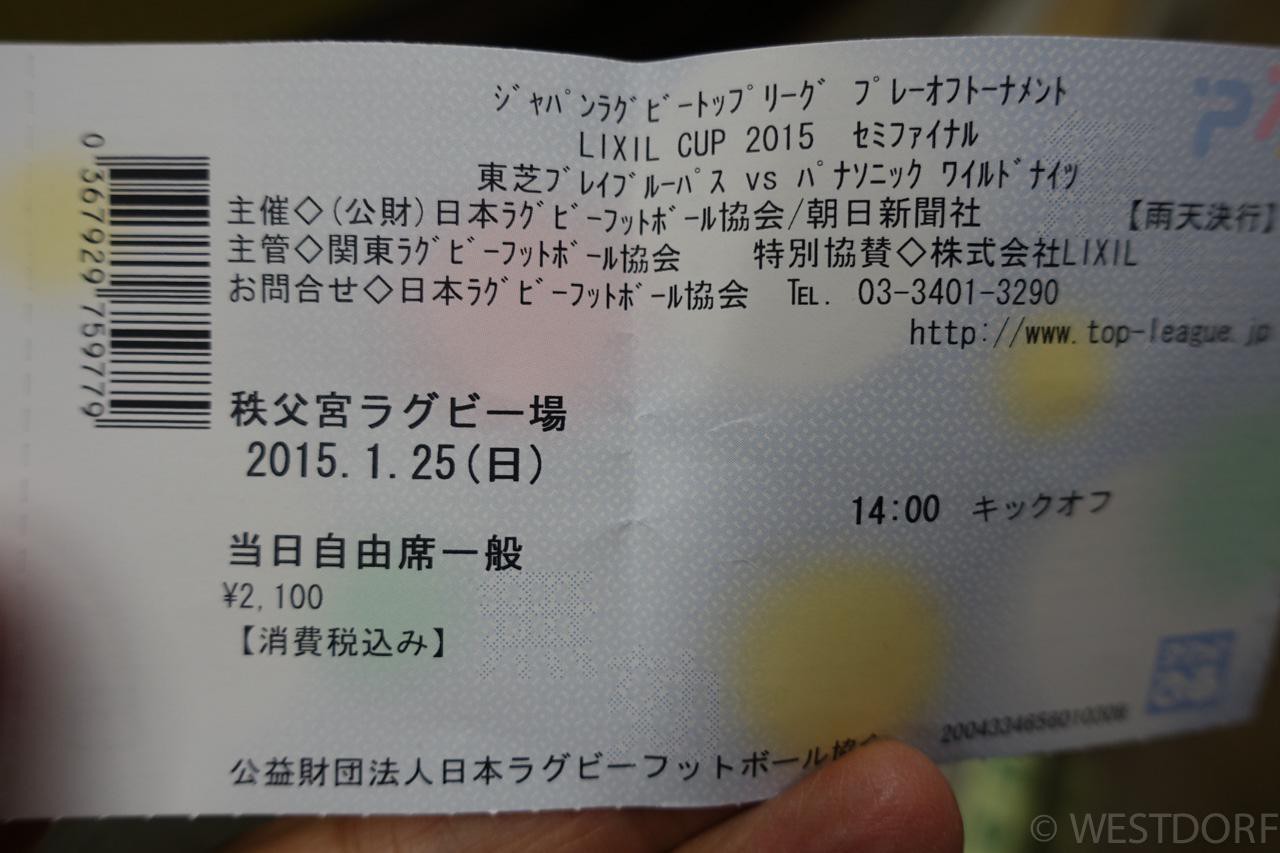 ジャパンラグビートップリーグ プレーオフトーナメント
LIXIL CUP 2015 セミファイナル
東芝ブレイブルーパス vs パナソニック ワイルドナイツ
主催◇(公財)日本ラグビーフットボール協会/朝日新聞社 【雨天決行】
主管◇関東ラグビーフットボール協会 特別協賛◇株式会社LIXIL
お問合せ◇日本ラグビーフットボール協会 TEL. 03-3401-3290
http://www.top-league.jp
0367929759779
秩父宮ラグビー場
2015.1.25(日)
14:00 キックオフ
当日自由席一般
¥2,100
【消費税込み】
2004334656010308
公益財団法人日本ラグビーフットボール協会
© WESTDORF